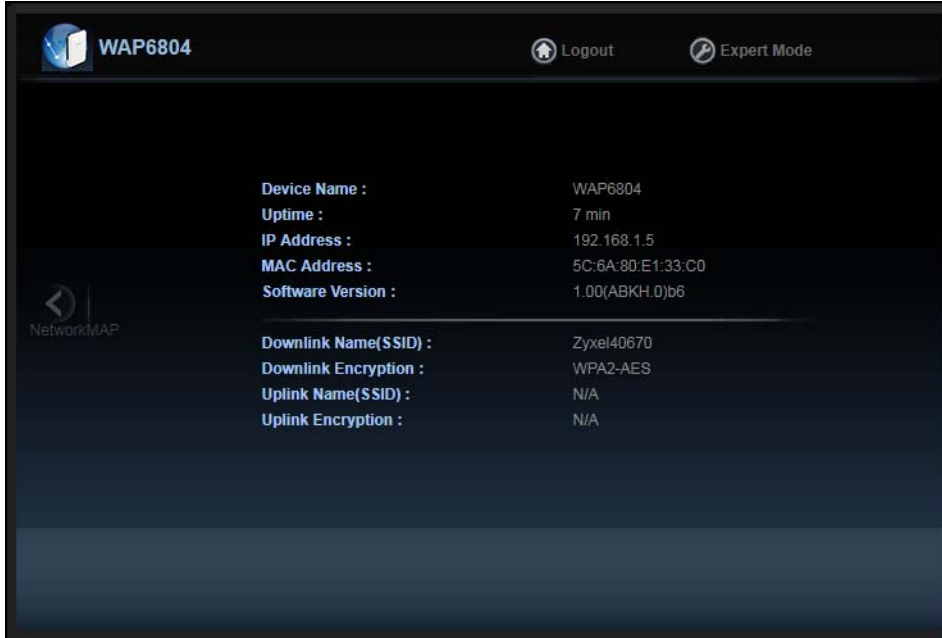 WAP6804 Logout Expert Mode
Device Name : WAP6804
Uptime : 7 min
IP Address : 192.168.1.5
MAC Address : 5C:6A:80:E1:33:C0
Software Version : 1.00(ABKH.0)b6
NetworkMAP
Downlink Name(SSID) : Zyxel40670
Downlink Encryption : WPA2-AES
Uplink Name(SSID) : N/A
Uplink Encryption : N/A